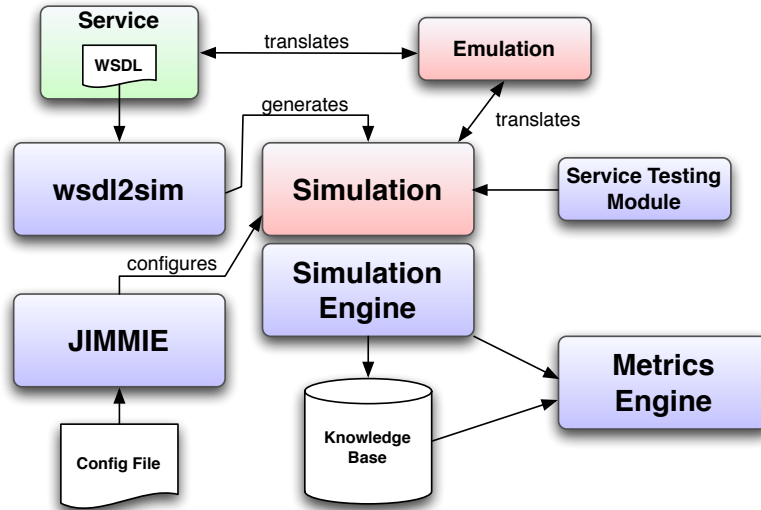 Service
WSDL
translates
Emulation
generates
translates
wsdl2sim
Simulation
Service Testing
Module
configures
Simulation
Engine
JIMMIE
Metrics
Engine
Knowledge
Base
Config File